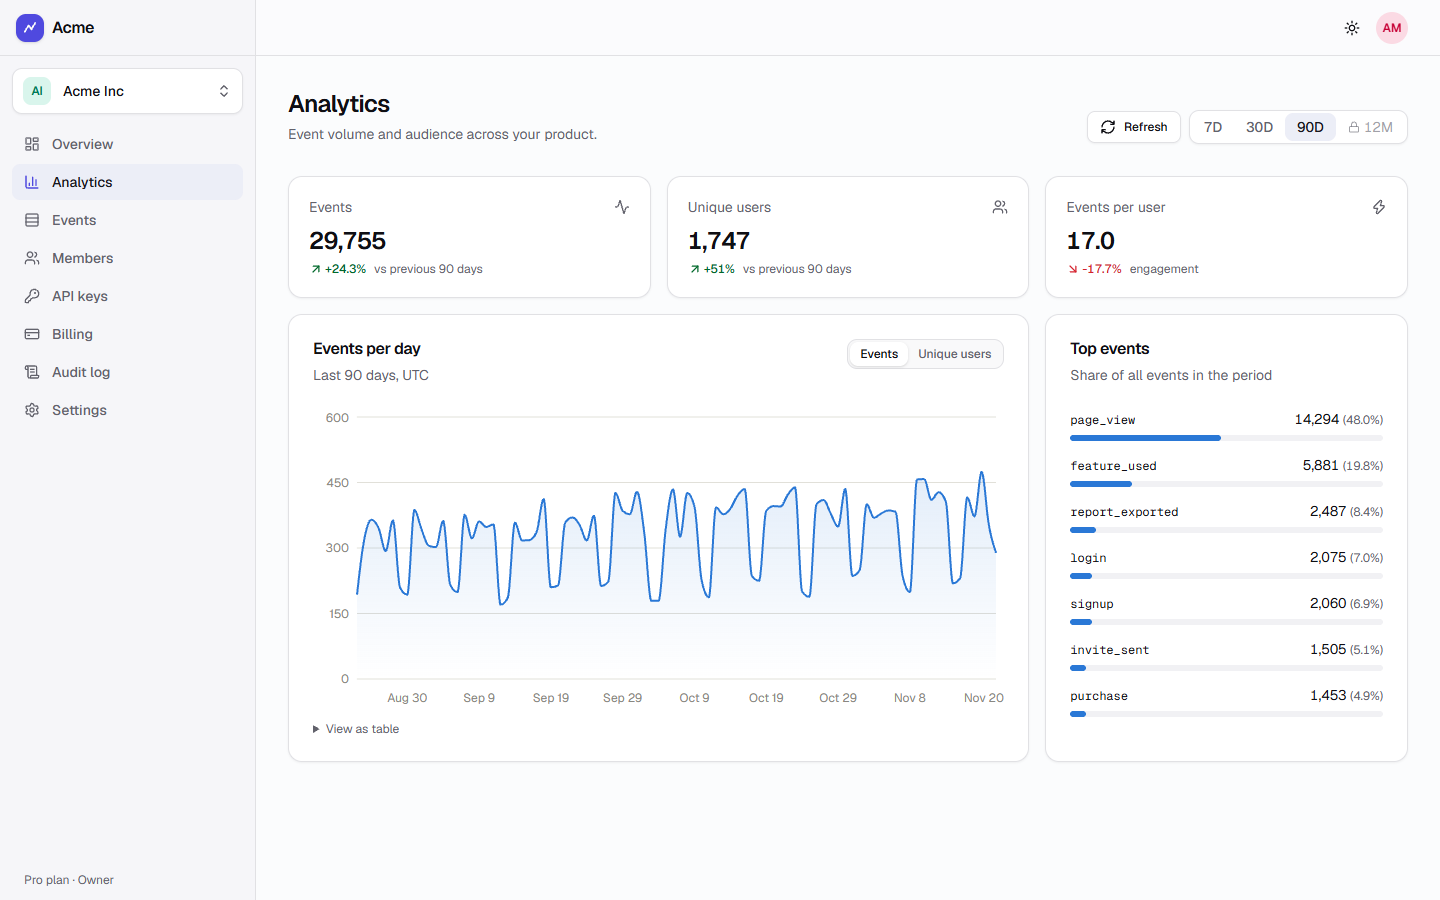 Acme
AM
AI Acme Inc
Overview
Analytics
Events
Members
API keys
Billing
Audit log
Settings
Pro plan · Owner
Analytics
Event volume and audience across your product.
Refresh
7D 30D 90D 12M
Events
29,755
+24.3% vs previous 90 days
Unique users
1,747
+51% vs previous 90 days
Events per user
17.0
-17.7% engagement
Events per day
Last 90 days, UTC
Events Unique users
600
450
300
150
0
Aug 30 Sep 9 Sep 19 Sep 29 Oct 9 Oct 19 Oct 29 Nov 8 Nov 20
View as table
Top events
Share of all events in the period
page_view 14,294 (48.0%)
feature_used 5,881 (19.8%)
report_exported 2,487 (8.4%)
login 2,075 (7.0%)
signup 2,060 (6.9%)
invite_sent 1,505 (5.1%)
purchase 1,453 (4.9%)